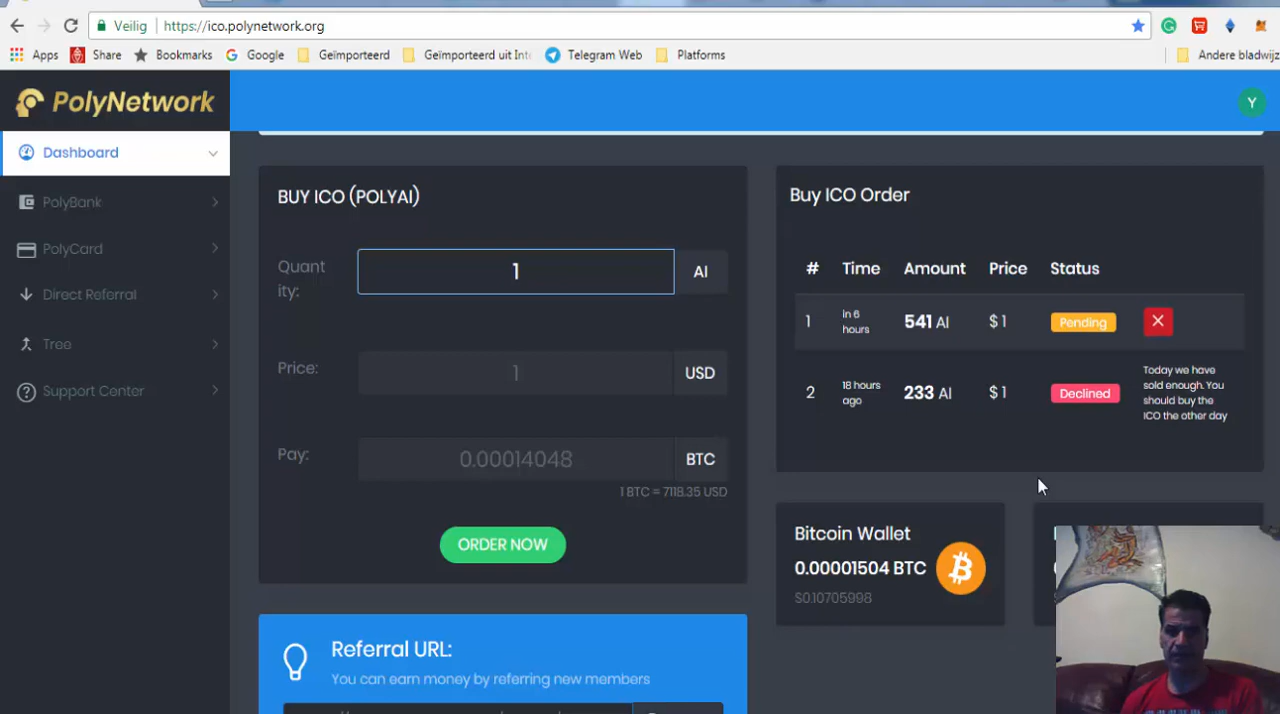 Veilig https://ico.polynetwork.org
Apps Share Bookmarks Google Geïmporteerd Geïmporteerd uit Int Telegram Web Platforms Andere bladwijz
PolyNetwork
Y
Dashboard
PolyBank
PolyCard
Direct Referral
Tree
Support Center
BUY ICO (POLYAI)
Quant
ity:
1 AI
Price: 1 USD
Pay: 0.00014048 BTC
1 BTC = 7118.35 USD
ORDER NOW
Referral URL:
You can earn money by referring new members
Buy ICO Order
# Time Amount Price Status
1 in 6 hours 541 AI $ 1 Pending
2 18 hours ago 233 AI $ 1 Declined
Today we have
sold enough. You
should buy the
ICO the other day
Bitcoin Wallet
0.00001504 BTC
$0.10705998